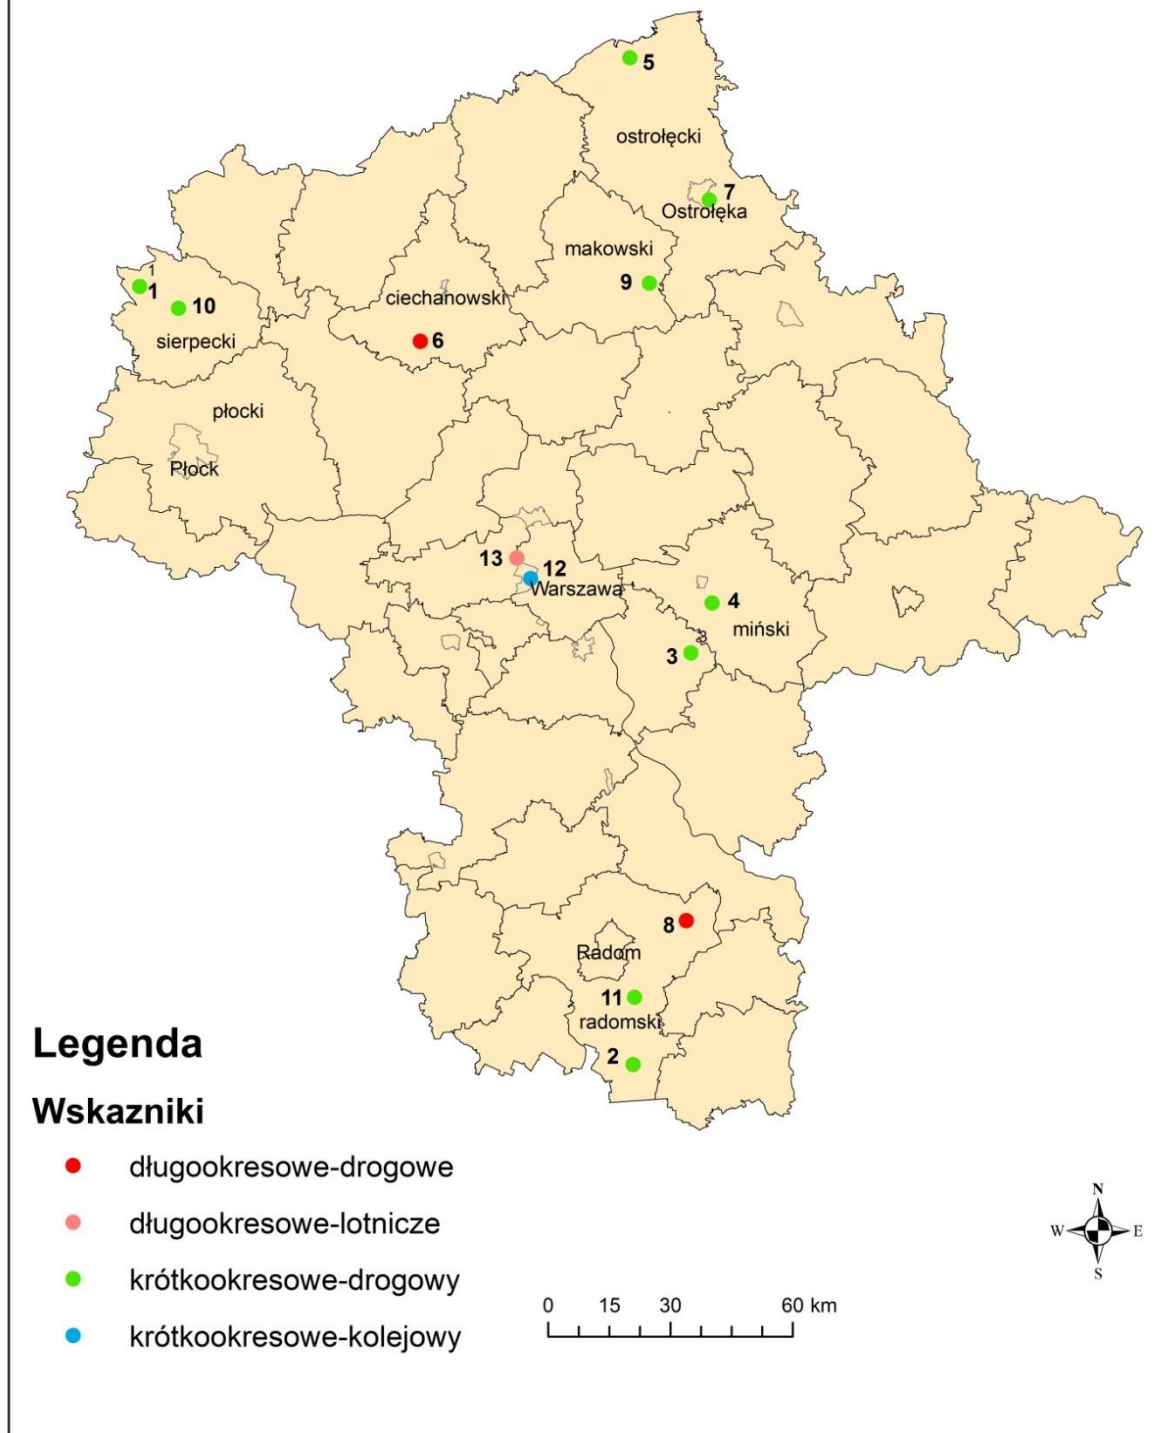 5
ostrołęcki
7
Ostrołęka
makowski
9
1
1
10
sierpecki
ciechanowski
6
płocki
Płock
13
12
Warszawa
4
miński
3
3
8
Radom
11
radomski
2
Legenda
Wskazniki
długookresowe-drogowe
długookresowe-lotnicze
krótkookresowe-drogowy
krótkookresowe-kolejowy
N
W E
S
0 15 30 60 km